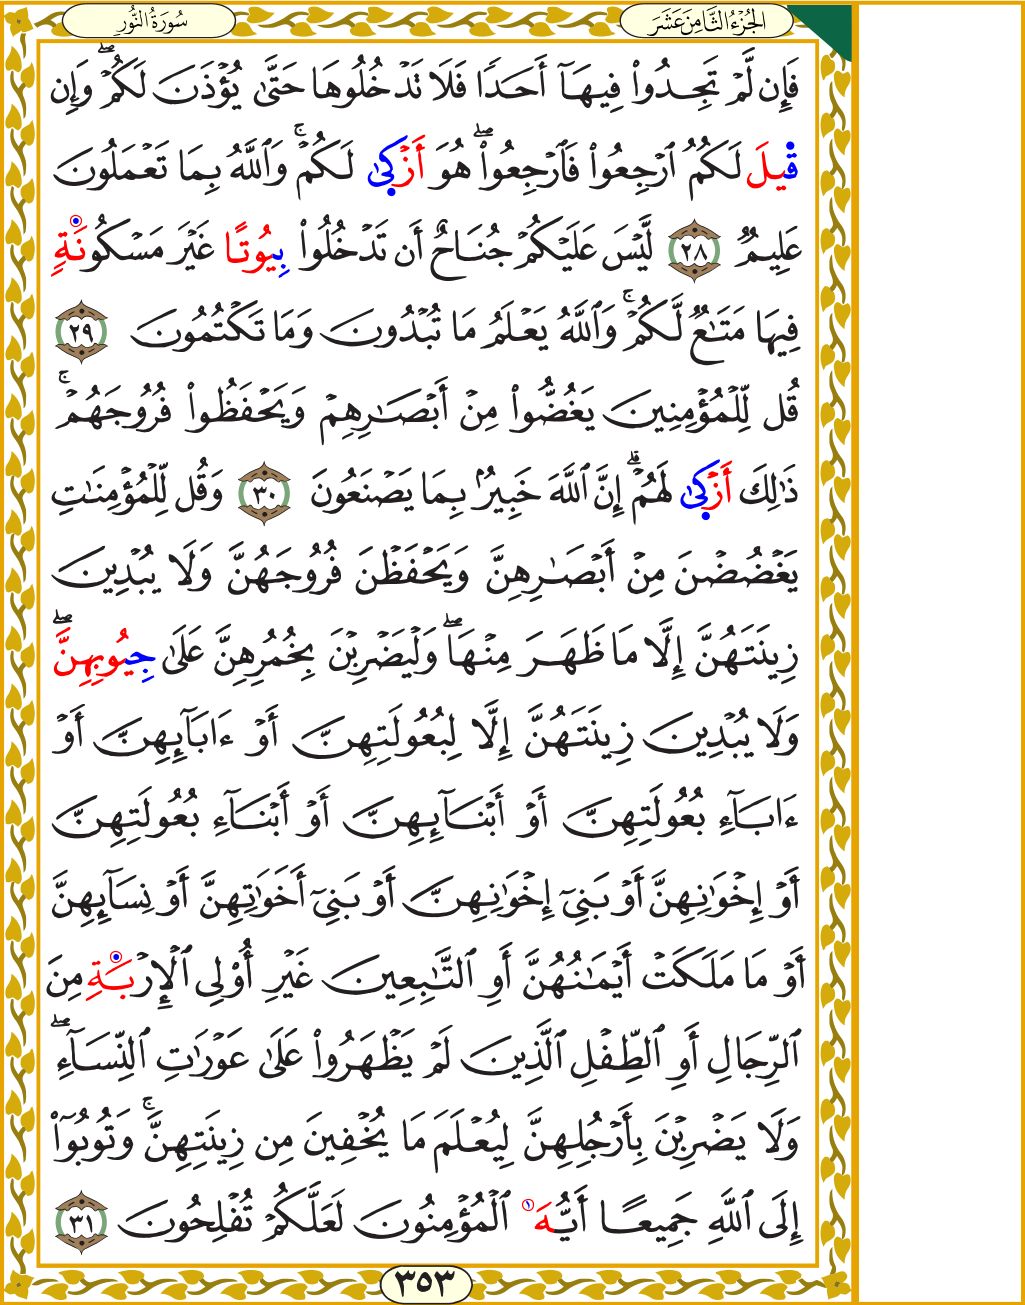 الجُزْءُ الثَّامِنَ عَشَرَ
سُورَةُ النُّورِ
فَإِن لَّمْ تَجِدُوا۟ فِيهَآ أَحَدًا فَلَا تَدْخُلُوهَا حَتَّىٰ يُؤْذَنَ لَكُمْ ۖ وَإِن
قِيلَ لَكُمُ ٱرْجِعُوا۟ فَٱرْجِعُوا۟ ۖ هُوَ أَزْكَىٰ لَكُمْ ۚ وَٱللَّهُ بِمَا تَعْمَلُونَ
عَلِيمٌ ٢٨ لَّيْسَ عَلَيْكُمْ جُنَاحٌ أَن تَدْخُلُوا۟ بِيُوتًا غَيْرَ مَسْكُونَةٍ
فِيهَا مَتَـٰعٌ لَّكُمْ ۚ وَٱللَّهُ يَعْلَمُ مَا تُبْدُونَ وَمَا تَكْتُمُونَ ٢٩
قُل لِّلْمُؤْمِنِينَ يَغُضُّوا۟ مِنْ أَبْصَـٰرِهِمْ وَيَحْفَظُوا۟ فُرُوجَهُمْ ۚ
ذَٰلِكَ أَزْكَىٰ لَهُمْ ۗ إِنَّ ٱللَّهَ خَبِيرٌۢ بِمَا يَصْنَعُونَ ٣٠ وَقُل لِّلْمُؤْمِنَـٰتِ
يَغْضُضْنَ مِنْ أَبْصَـٰرِهِنَّ وَيَحْفَظْنَ فُرُوجَهُنَّ وَلَا يُبْدِينَ
زِينَتَهُنَّ إِلَّا مَا ظَهَرَ مِنْهَا ۖ وَلْيَضْرِبْنَ بِخُمُرِهِنَّ عَلَىٰ جِيُوبِهِنَّ ۖ
وَلَا يُبْدِينَ زِينَتَهُنَّ إِلَّا لِبُعُولَتِهِنَّ أَوْ ءَابَآئِهِنَّ أَوْ
ءَابَآءِ بُعُولَتِهِنَّ أَوْ أَبْنَآئِهِنَّ أَوْ أَبْنَآءِ بُعُولَتِهِنَّ
أَوْ إِخْوَٰنِهِنَّ أَوْ بَنِىٓ إِخْوَٰنِهِنَّ أَوْ بَنِىٓ أَخَوَٰتِهِنَّ أَوْ نِسَآئِهِنَّ
أَوْ مَا مَلَكَتْ أَيْمَـٰنُهُنَّ أَوِ ٱلتَّـٰبِعِينَ غَيْرِ أُو۟لِى ٱلْإِرْبَةِ مِنَ
ٱلرِّجَالِ أَوِ ٱلطِّفْلِ ٱلَّذِينَ لَمْ يَظْهَرُوا۟ عَلَىٰ عَوْرَٰتِ ٱلنِّسَآءِ ۖ
وَلَا يَضْرِبْنَ بِأَرْجُلِهِنَّ لِيُعْلَمَ مَا يُخْفِينَ مِن زِينَتِهِنَّ ۚ وَتُوبُوٓا۟
إِلَى ٱللَّهِ جَمِيعًا أَيُّهَ ١ ٱلْمُؤْمِنُونَ لَعَلَّكُمْ تُفْلِحُونَ ٣١
٣٥٣